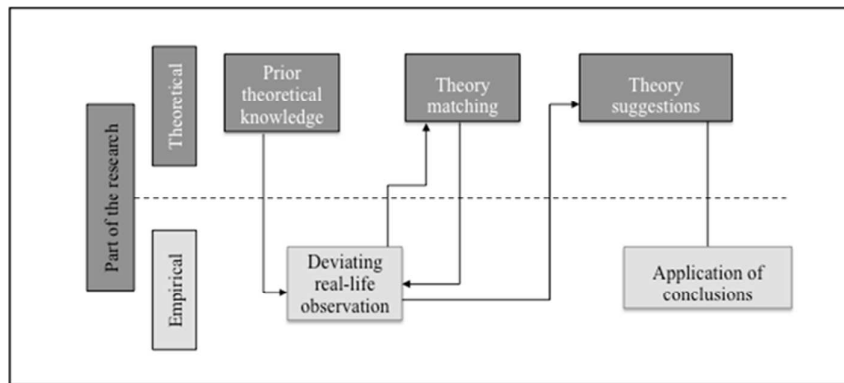 Part of the research
Theoretical
Prior
theoretical
knowledge
Theory
matching
Theory
suggestions
Empirical
Deviating
real-life
observation
Application of
conclusions